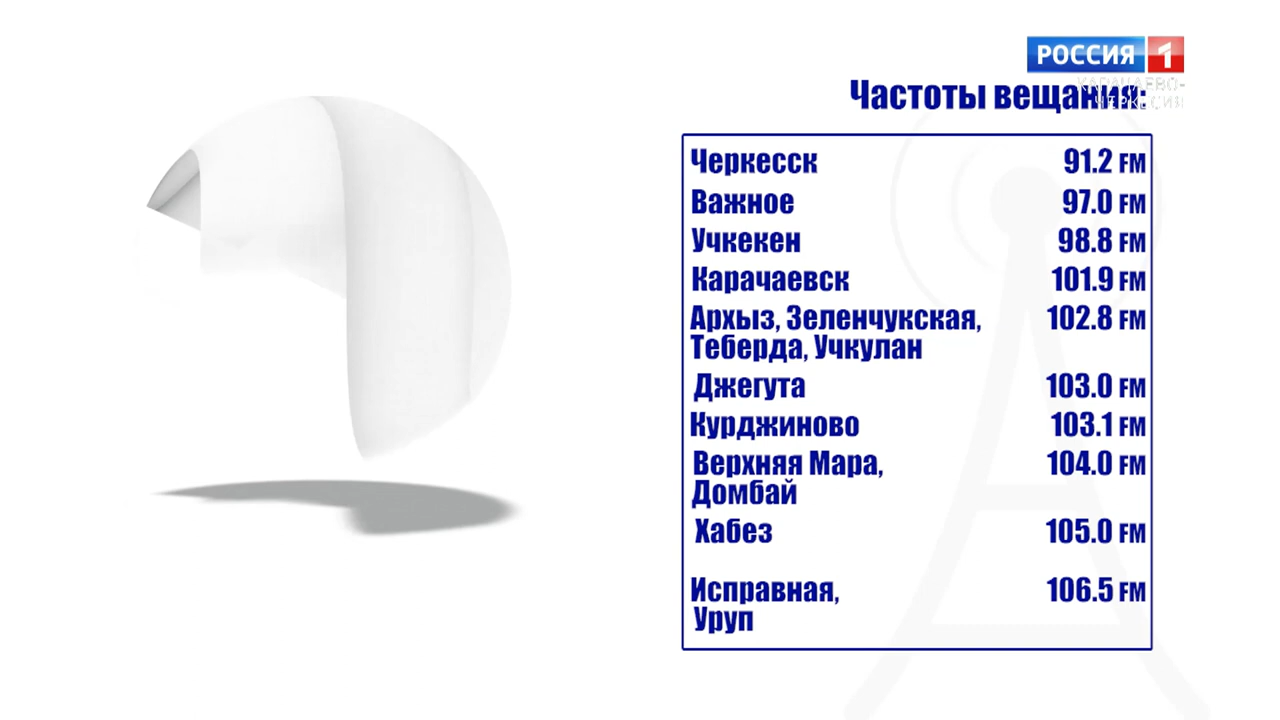 РОССИЯ 1
КАРАЧАЕВО-
ЧЕРКЕСИЯ
Частоты вещания:
Черкесск 91.2 FM
Важное 97.0 FM
Учкекен 98.8 FM
Карачаевск 101.9 FM
Архыз, Зеленчукская, 102.8 FM
Теберда, Учкулан
Джегута 103.0 FM
Курджиново 103.1 FM
Верхняя Мара, 104.0 FM
Домбай
Хабез 105.0 FM
Исправная, 106.5 FM
Уруп